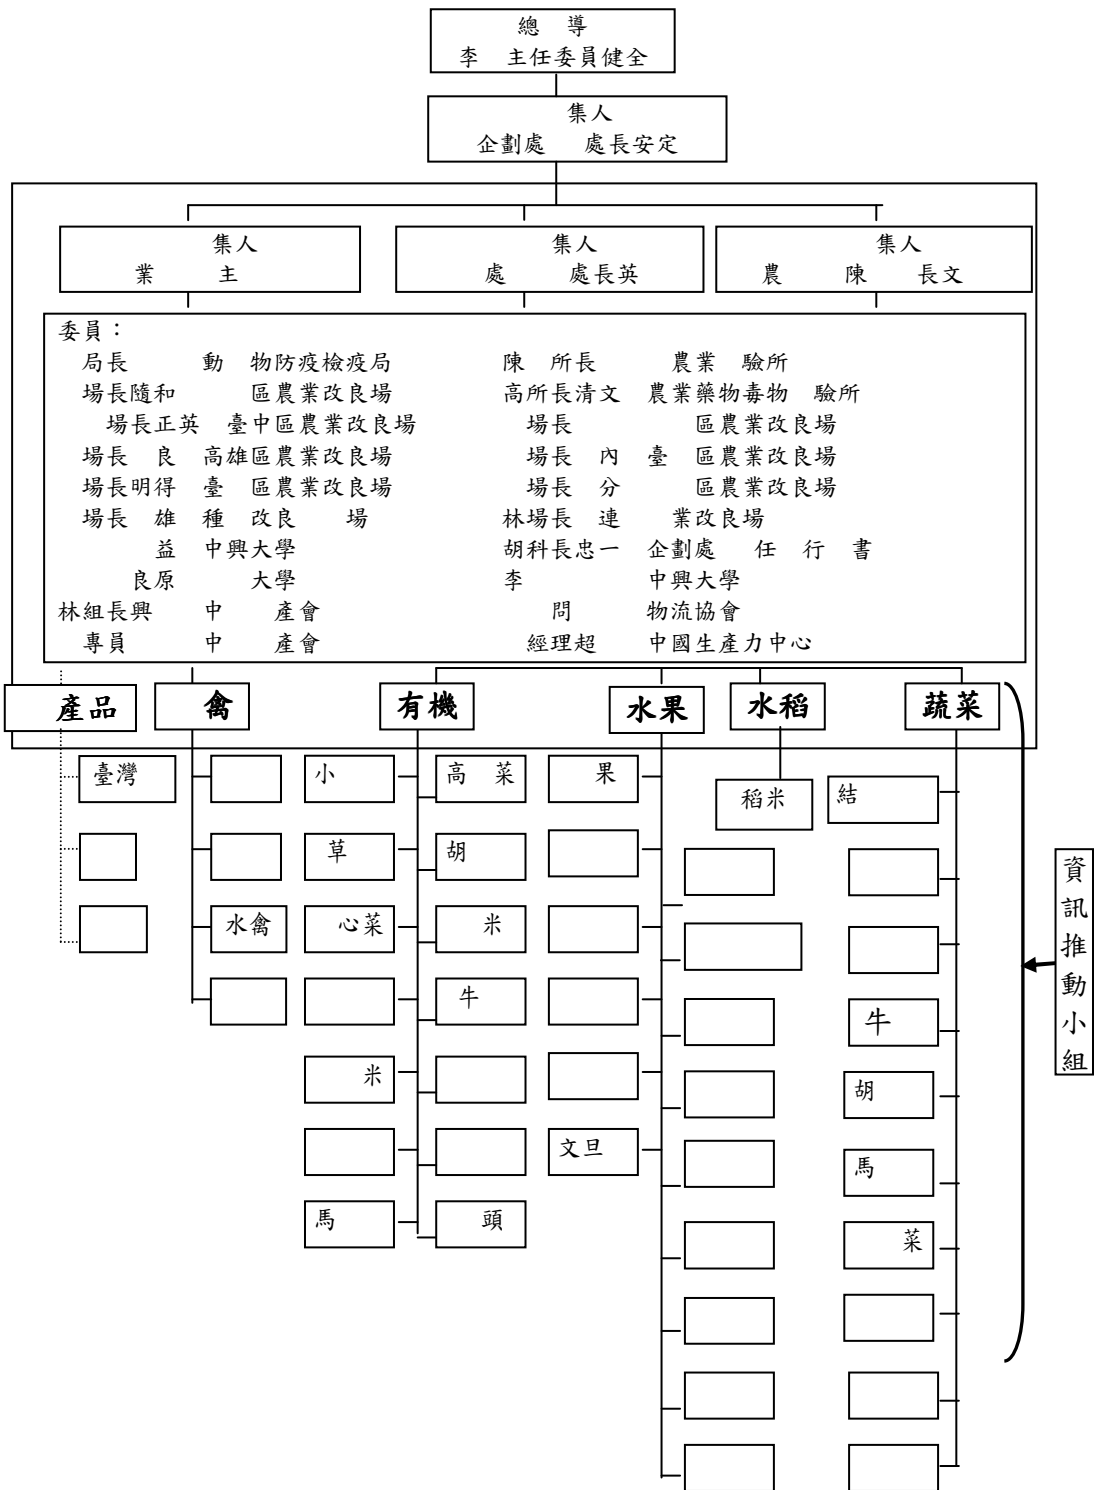 總 導
李 主任委員健全
集人
企劃處 處長安定
集人
業 主
集人
處 處長英
集人
農 陳 長文
委員：
局長 動 物防疫檢疫局 陳 所長 農業 驗所
場長隨和 區農業改良場 高所長清文 農業藥物毒物 驗所
場長正英 臺中區農業改良場 場長 區農業改良場
場長 良 高雄區農業改良場 場長 內 臺 區農業改良場
場長明得 臺 區農業改良場 場長 分 區農業改良場
場長 雄 種 改良 場 林場長 連 業改良場
益 中興大學 胡科長忠一 企劃處 任 行 書
良原 大學 李 中興大學
林組長興 中 產會 問 物流協會
專員 中 產會 經理超 中國生產力中心
產品
禽
有機
水果
水稻
蔬菜
臺灣
水禽
小
草
心菜
米
馬
高 菜
胡
米
牛
頭
果
文旦
稻米
結
牛
胡
馬
菜
資訊推動小組